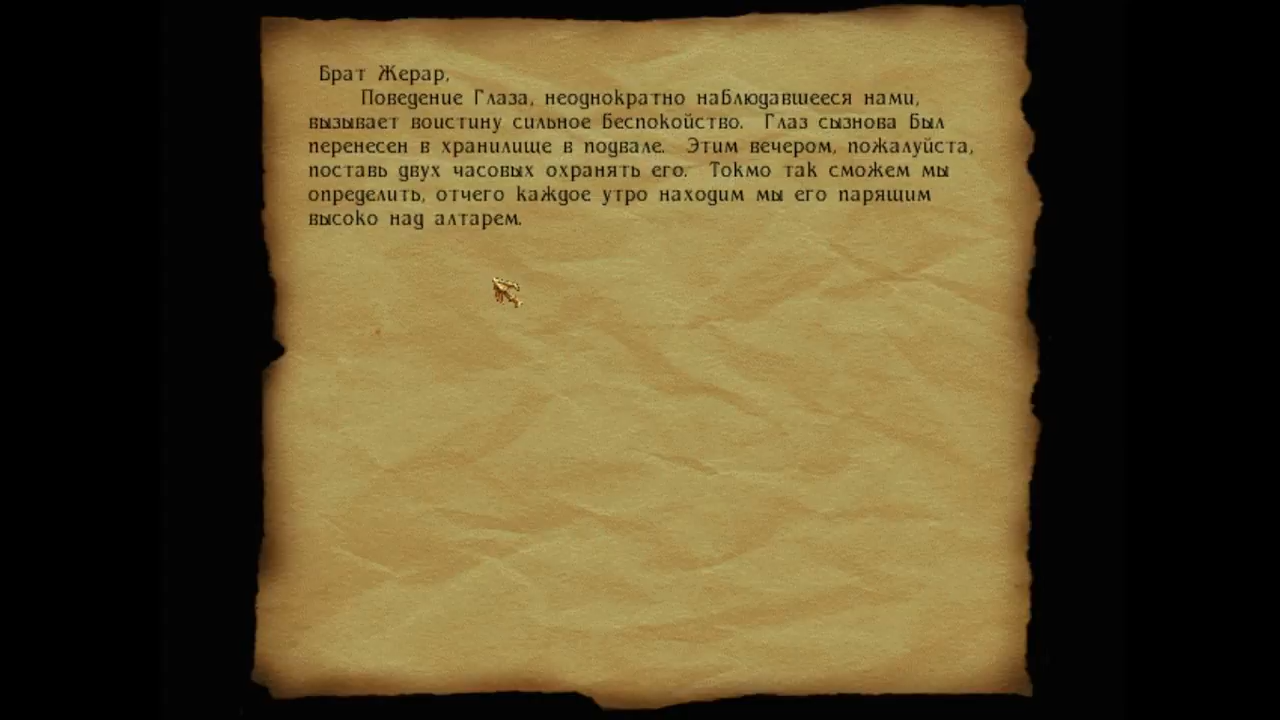 Брат Жерар,
Поведение Глаза, неоднократно наблюдавшееся нами,
вызывает воистину сильное беспокойство. Глаз сызнова был
перенесен в хранилище в подвале. Этим вечером, пожалуйста,
поставь двух часовых охранять его. Токмо так сможем мы
определить, отчего каждое утро находим мы его парящим
высоко над алтарем.